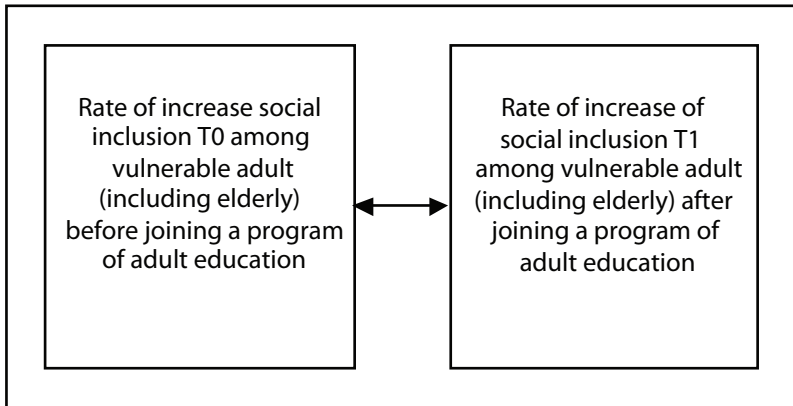 Rate of increase social
inclusion T0 among
vulnerable adult
(including elderly)
before joining a program
of adult education
Rate of increase of
social inclusion T1
among vulnerable adult
(including elderly) after
joining a program of
adult education